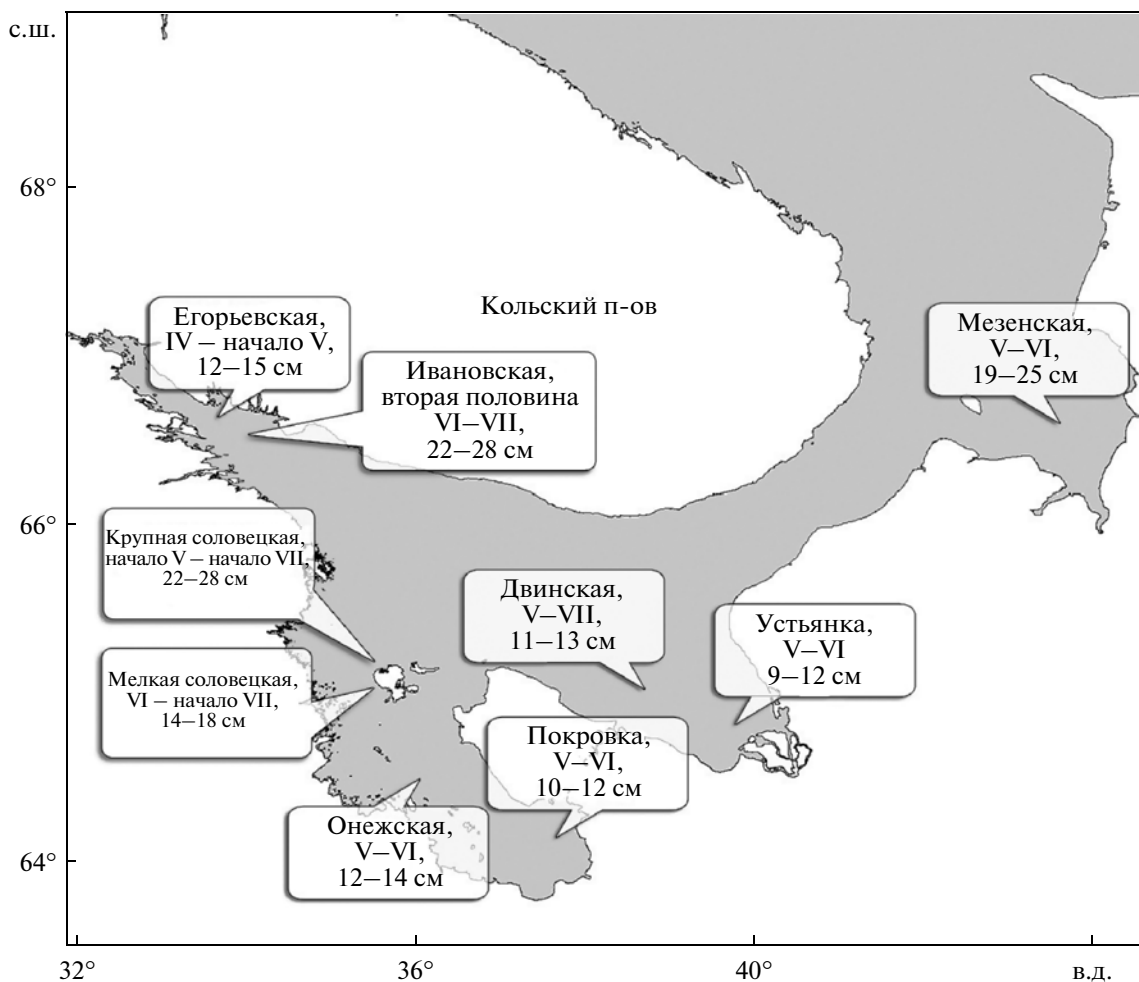 с.ш.
68°
66°
64°
32°
36°
40°
в.д.
Кольский п-ов
Егорьевская,
IV – начало V,
12–15 см
Ивановская,
вторая половина
VI–VII,
22–28 см
Мезенская,
V–VI,
19–25 см
Крупная соловецкая,
начало V – начало VII,
22–28 см
Мелкая соловецкая,
VI – начало VII,
14–18 см
Двинская,
V–VII,
11–13 см
Устьянка,
V–VI
9–12 см
Покровка,
V–VI,
10–12 см
Онежская,
V–VI,
12–14 см